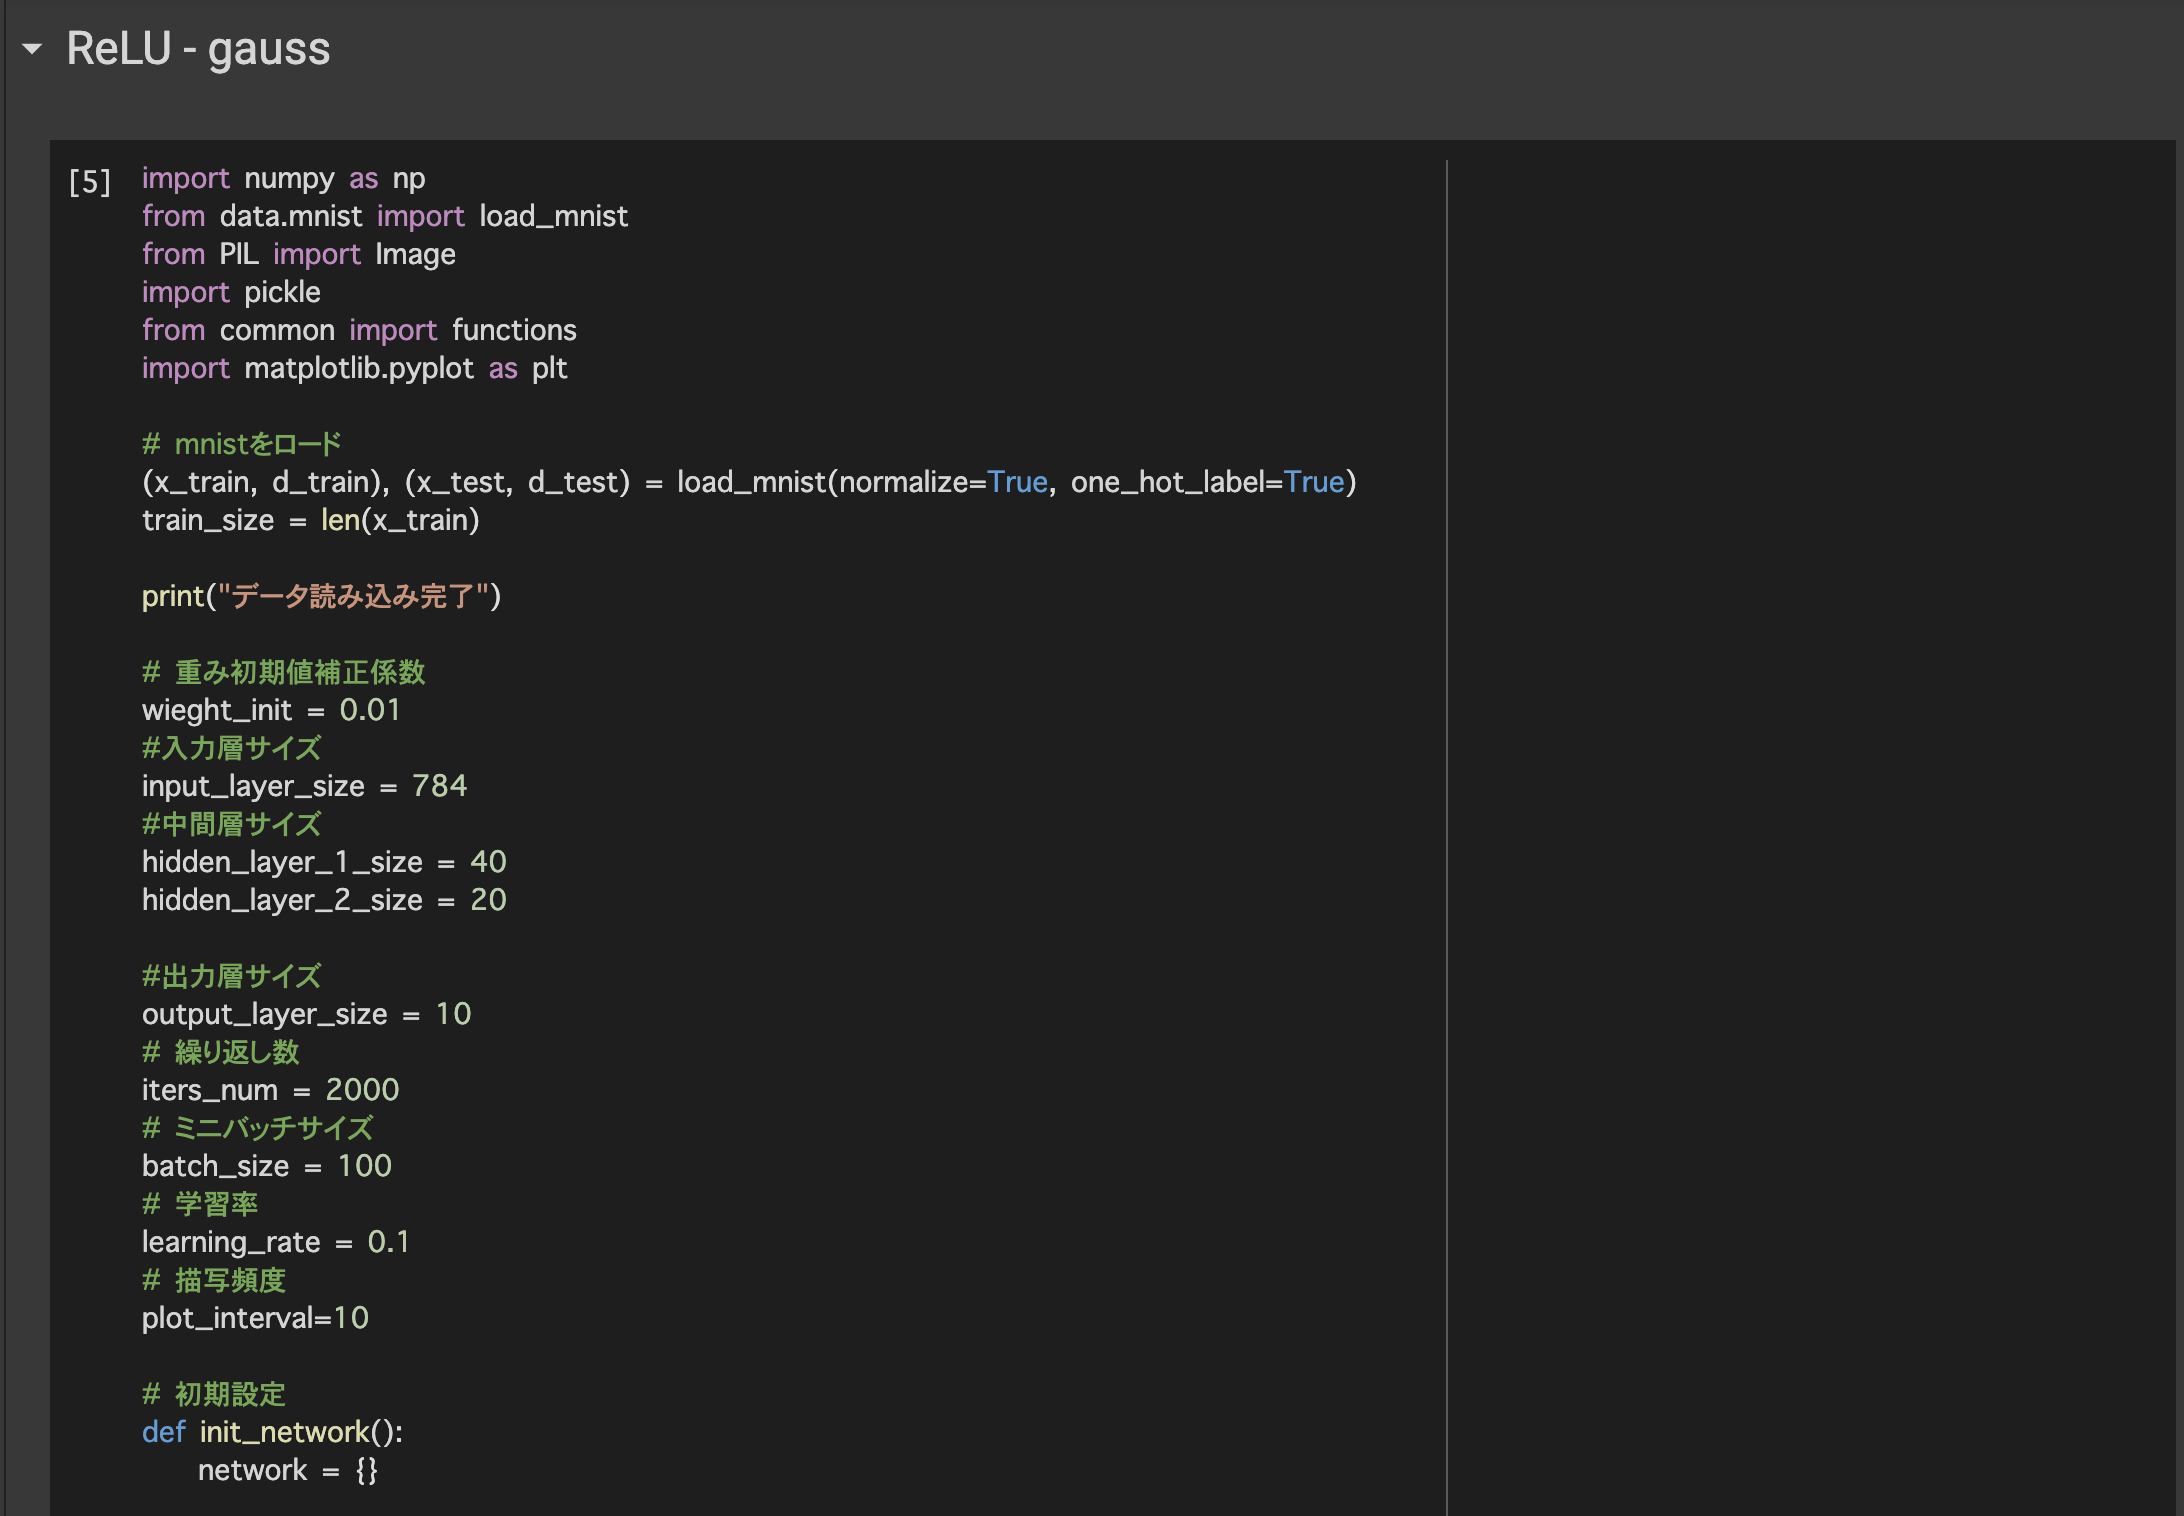 ReLU - gauss
[5]
import numpy as np
from data.mnist import load_mnist
from PIL import Image
import pickle
from common import functions
import matplotlib.pyplot as plt
# mnistをロード
(x_train, d_train), (x_test, d_test) = load_mnist(normalize=True, one_hot_label=True)
train_size = len(x_train)
print("データ読み込み完了")
# 重み初期値補正係数
wieght_init = 0.01
#入力層サイズ
input_layer_size = 784
#中間層サイズ
hidden_layer_1_size = 40
hidden_layer_2_size = 20
#出力層サイズ
output_layer_size = 10
# 繰り返し数
iters_num = 2000
# ミニバッチサイズ
batch_size = 100
# 学習率
learning_rate = 0.1
# 描写頻度
plot_interval=10
# 初期設定
def init_network():
network = {}